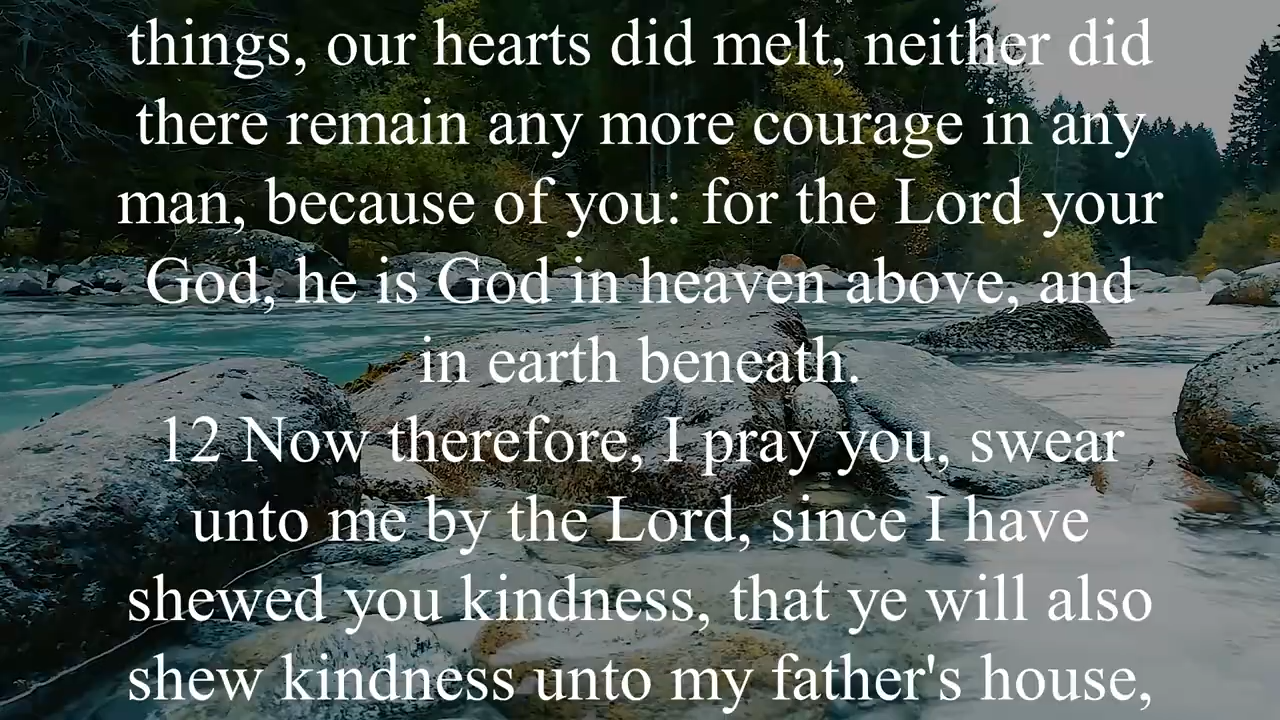 things, our hearts did melt, neither did
there remain any more courage in any
man, because of you: for the Lord your
God, he is God in heaven above, and
in earth beneath.
12 Now therefore, I pray you, swear
unto me by the Lord, since I have
shewed you kindness, that ye will also
shew kindness unto my father's house,